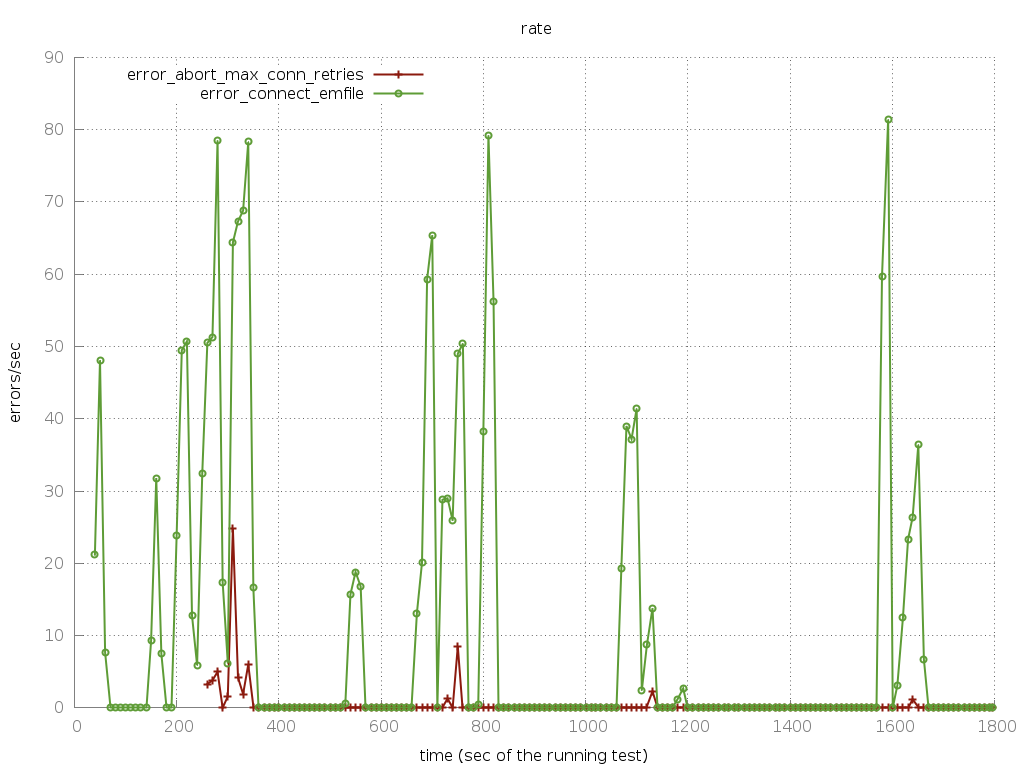 rate
90
error_abort_max_conn_retries
error_connect_emfile
80
70
60
50
errors/sec
40
30
20
10
0
0 200 400 600 800 1000 1200 1400 1600 1800
time (sec of the running test)